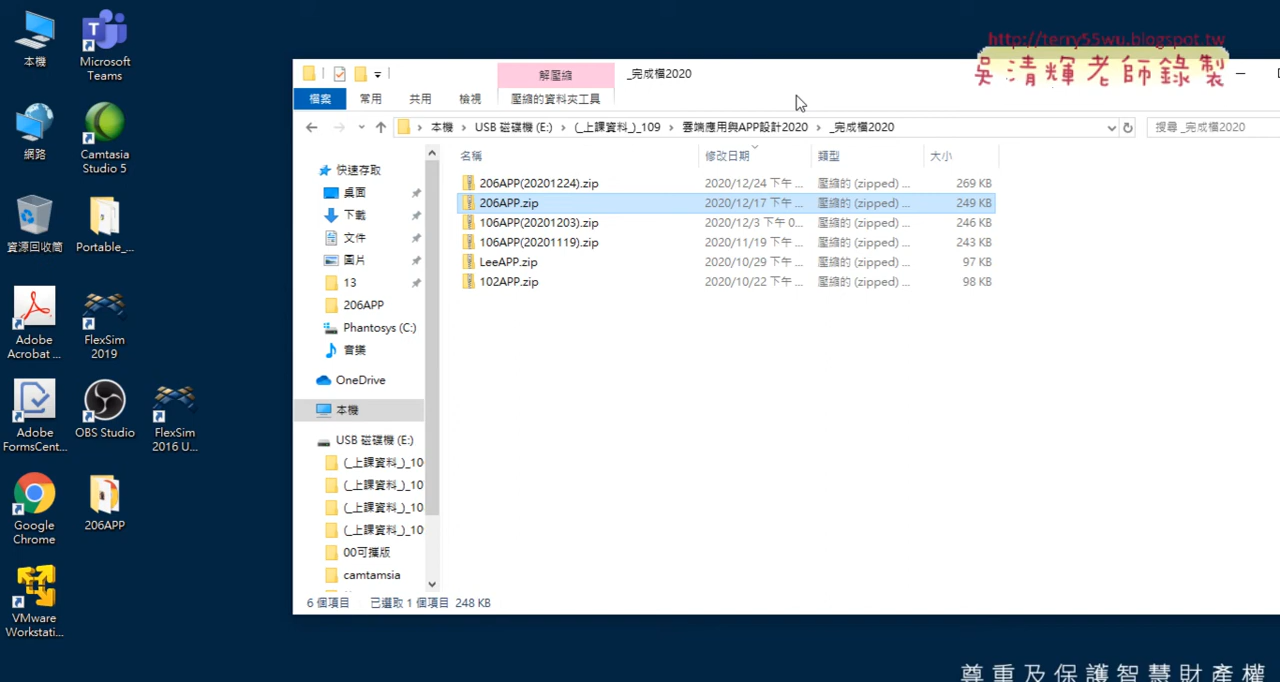 http://terry55wu.blogspot.tw
吳清輝老師錄製
本機
Microsoft Teams
網路
Camtasia Studio 5
資源回收筒
Portable_...
Adobe Acrobat ...
FlexSim 2019
Adobe FormsCent...
OBS Studio
FlexSim 2016 U...
Google Chrome
206APP
VMware Workstati...
解壓縮
_完成檔2020
檔案 常用 共用 檢視 壓縮的資料夾工具
本機 › USB 磁碟機 (E:) › (_上課資料_)_109 › 雲端應用與APP設計2020 › _完成檔2020
搜尋 _完成檔2020
快速存取
桌面
下載
文件
圖片
13
206APP
Phantosys (C:)
音樂
OneDrive
本機
USB 磁碟機 (E:)
(_上課資料_)_10
(_上課資料_)_10
(_上課資料_)_10
(_上課資料_)_10
00可攜版
camtamsia
名稱 修改日期 類型 大小
206APP(20201224).zip 2020/12/24 下午 ... 壓縮的 (zipped) ... 269 KB
206APP.zip 2020/12/17 下午 ... 壓縮的 (zipped) ... 249 KB
106APP(20201203).zip 2020/12/3 下午 0... 壓縮的 (zipped) ... 246 KB
106APP(20201119).zip 2020/11/19 下午 ... 壓縮的 (zipped) ... 243 KB
LeeAPP.zip 2020/10/29 下午 ... 壓縮的 (zipped) ... 97 KB
102APP.zip 2020/10/22 下午 ... 壓縮的 (zipped) ... 98 KB
6 個項目 已選取 1 個項目 248 KB
尊重及保護智慧財產權